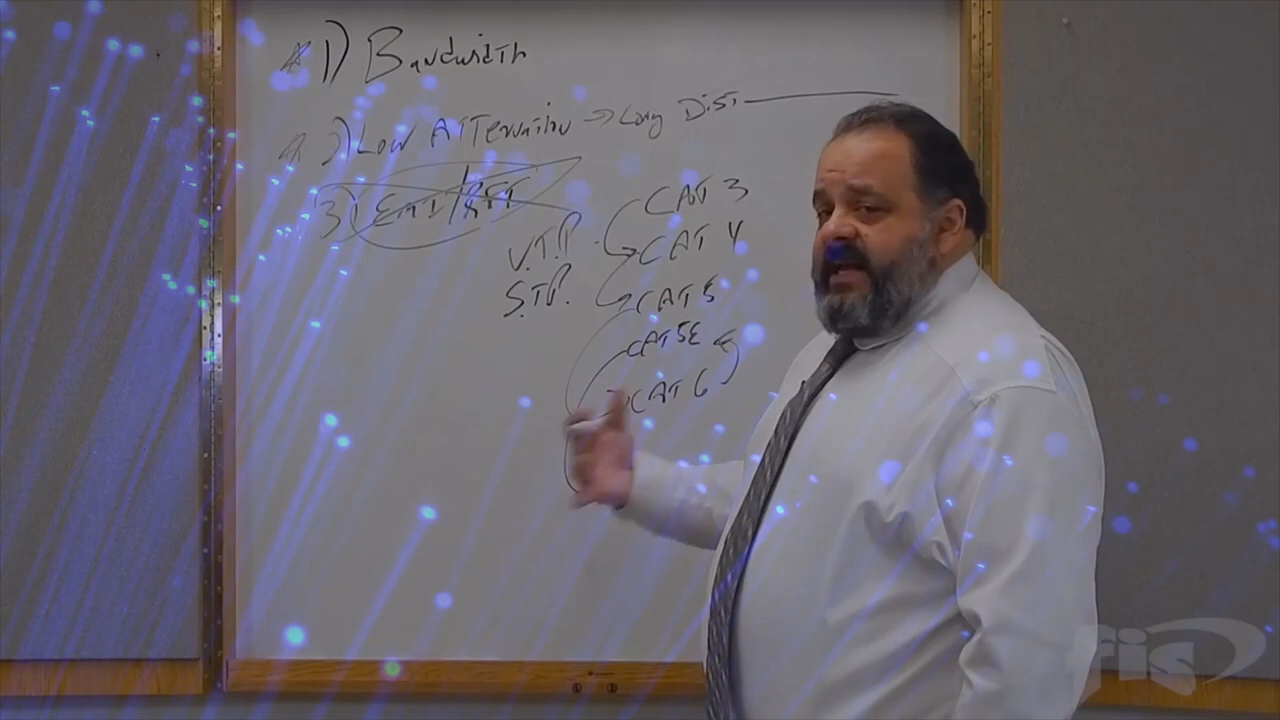 * 1) Bandwidth
* 2) Low ATTenuation → Long Dist
3) EMI/RFI
U.T.P.
S.T.P.
CAT 3
CAT 4
CAT 5
CAT 5E
CAT 6
fis